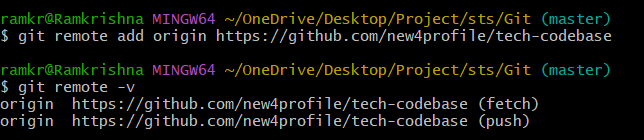 ramkr@Ramkrishna MINGW64 ~/OneDrive/Desktop/Project/sts/Git (master)
$ git remote add origin https://github.com/new4profile/tech-codebase
ramkr@Ramkrishna MINGW64 ~/OneDrive/Desktop/Project/sts/Git (master)
$ git remote -v
origin  https://github.com/new4profile/tech-codebase (fetch)
origin  https://github.com/new4profile/tech-codebase (push)